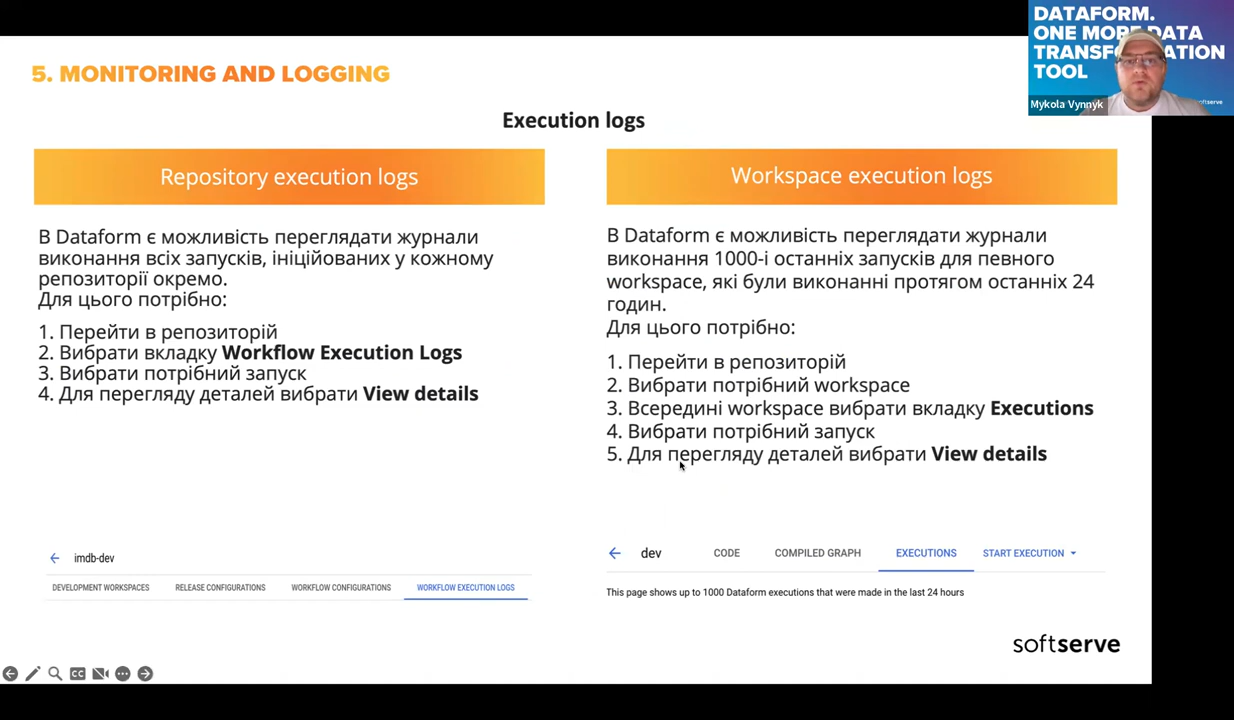 5. MONITORING AND LOGGING
Execution logs
Repository execution logs
В Dataform є можливість переглядати журнали
виконання всіх запусків, ініційованих у кожному
репозиторії окремо.
Для цього потрібно:
1. Перейти в репозиторій
2. Вибрати вкладку Workflow Execution Logs
3. Вибрати потрібний запуск
4. Для перегляду деталей вибрати View details
imdb-dev
DEVELOPMENT WORKSPACES RELEASE CONFIGURATIONS WORKFLOW CONFIGURATIONS WORKFLOW EXECUTION LOGS
Workspace execution logs
В Dataform є можливість переглядати журнали
виконання 1000-і останніх запусків для певного
workspace, які були виконанні протягом останніх 24
годин.
Для цього потрібно:
1. Перейти в репозиторій
2. Вибрати потрібний workspace
3. Всередині workspace вибрати вкладку Executions
4. Вибрати потрібний запуск
5. Для перегляду деталей вибрати View details
dev CODE COMPILED GRAPH EXECUTIONS START EXECUTION
This page shows up to 1000 Dataform executions that were made in the last 24 hours
softserve
DATAFORM.
ONE MORE DATA
TRANSFORMATION
TOOL
Mykola Vynnyk
softserve
CC